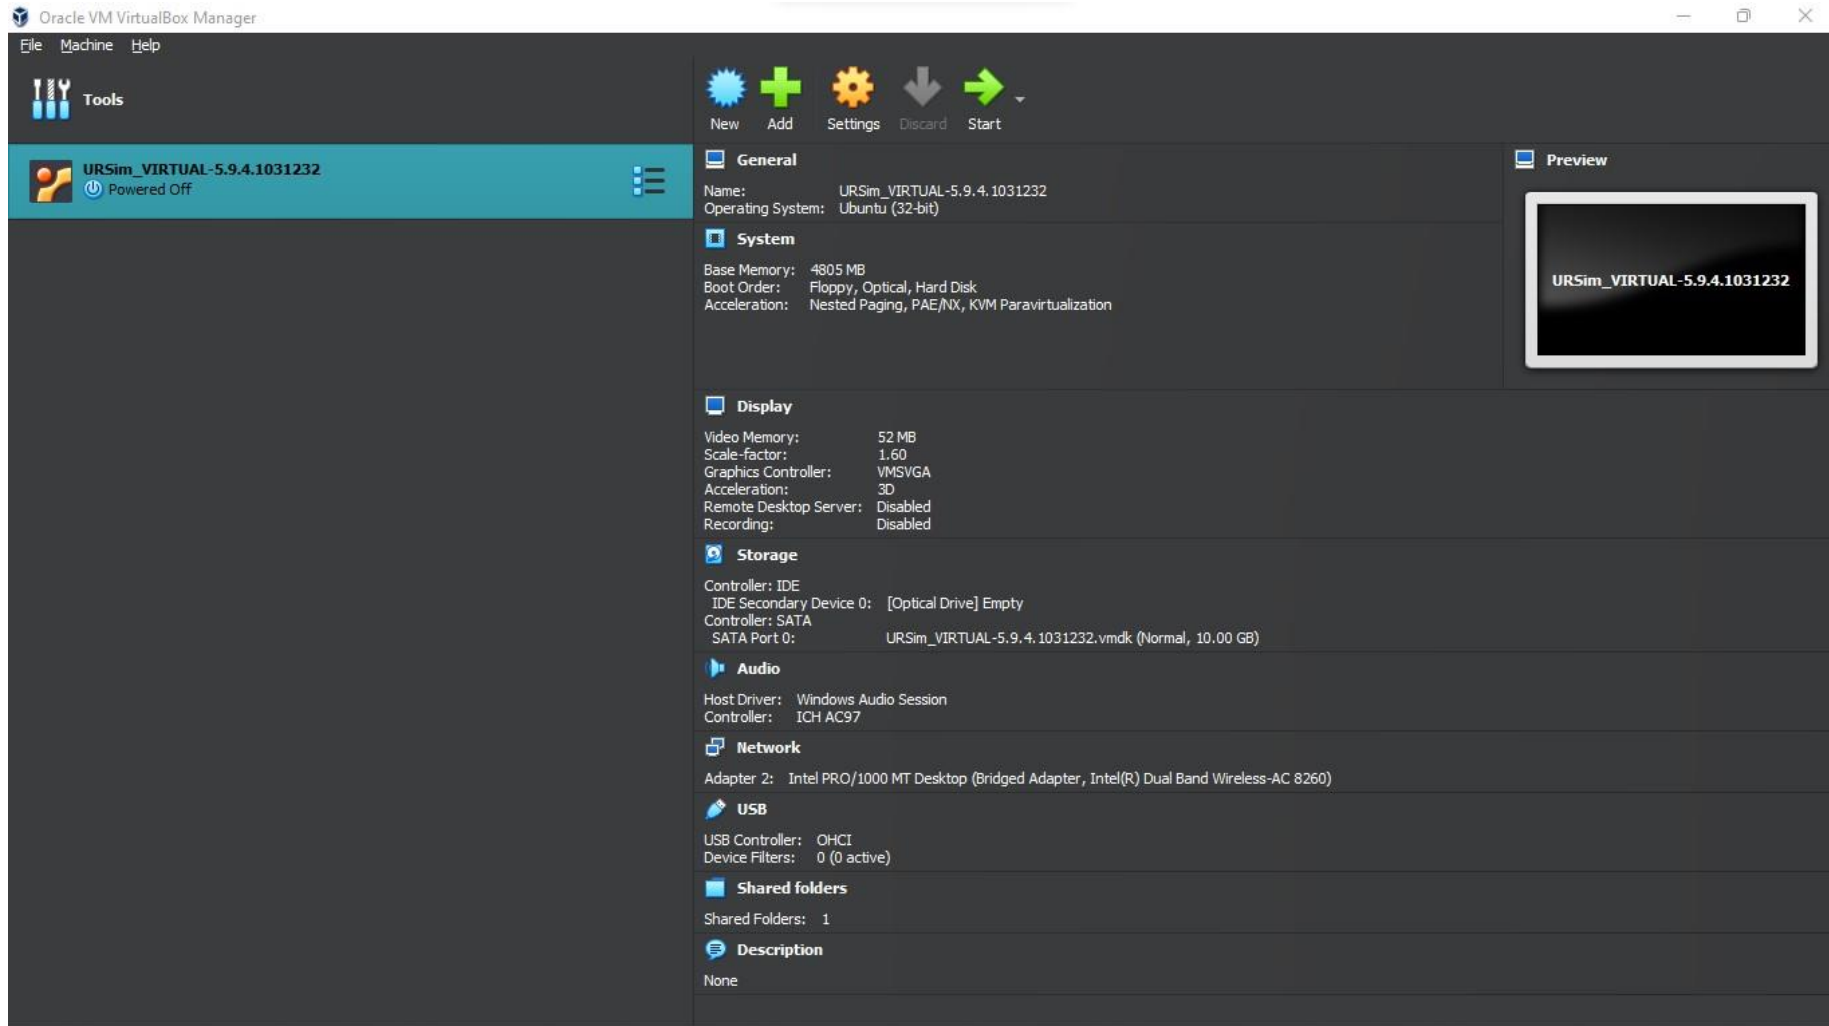 Oracle VM VirtualBox Manager
File Machine Help
Tools
New Add Settings Discard Start
URSim_VIRTUAL-5.9.4.1031232
Powered Off
General
Name: URSim_VIRTUAL-5.9.4.1031232
Operating System: Ubuntu (32-bit)
Preview
URSim_VIRTUAL-5.9.4.1031232
System
Base Memory: 4805 MB
Boot Order: Floppy, Optical, Hard Disk
Acceleration: Nested Paging, PAE/NX, KVM Paravirtualization
Display
Video Memory: 52 MB
Scale-factor: 1.60
Graphics Controller: VMSVGA
Acceleration: 3D
Remote Desktop Server: Disabled
Recording: Disabled
Storage
Controller: IDE
IDE Secondary Device 0: [Optical Drive] Empty
Controller: SATA
SATA Port 0: URSim_VIRTUAL-5.9.4.1031232.vmdk (Normal, 10.00 GB)
Audio
Host Driver: Windows Audio Session
Controller: ICH AC97
Network
Adapter 2: Intel PRO/1000 MT Desktop (Bridged Adapter, Intel(R) Dual Band Wireless-AC 8260)
USB
USB Controller: OHCI
Device Filters: 0 (0 active)
Shared folders
Shared Folders: 1
Description
None